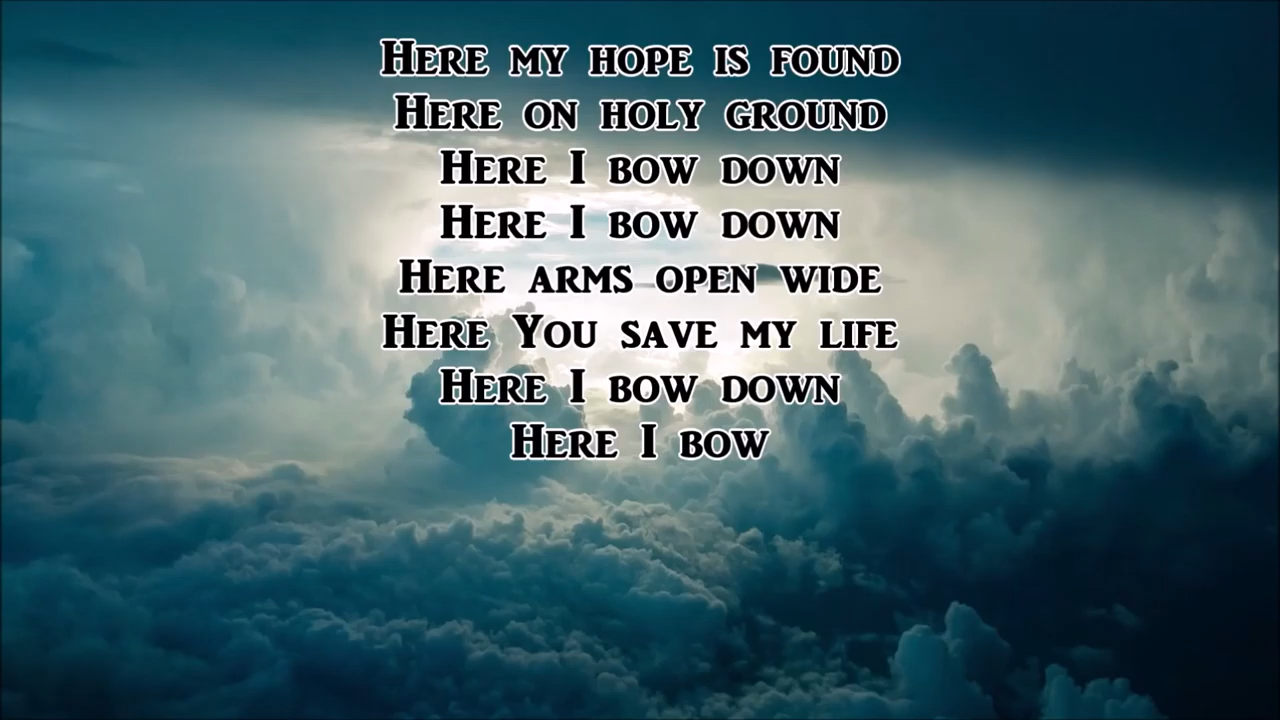 Here my hope is found
Here on holy ground
Here I bow down
Here I bow down
Here arms open wide
Here You save my life
Here I bow down
Here I bow